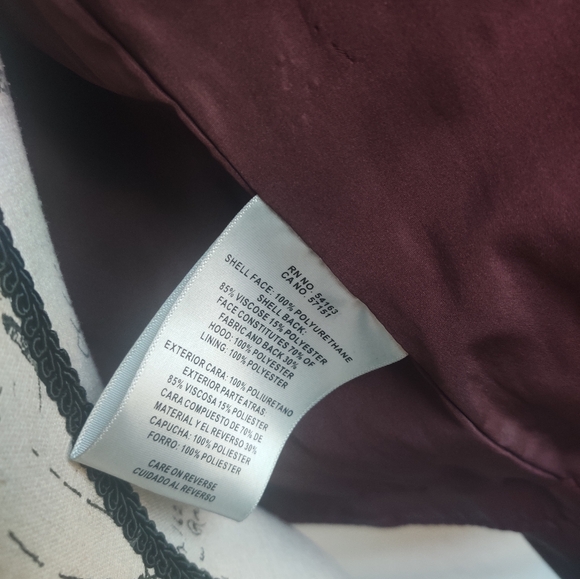 RN NO. 54163
CA NO. 57151
SHELL FACE: 100% POLYURETHANE
SHELL BACK:
85% VISCOSE 15% POLYESTER
FACE CONSTITUTES 70% OF
FABRIC AND BACK 30%
HOOD: 100% POLYESTER
LINING: 100% POLYESTER
EXTERIOR CARA: 100% POLIURETANO
EXTERIOR PARTE ATRAS
85% VISCOSA 15% POLIESTER
CARA COMPUESTO DE 70% DE
MATERIAL Y EL REVERSO 30%
CAPUCHA: 100% POLIESTER
FORRO: 100% POLIESTER
CARE ON REVERSE
CUIDADO AL REVERSO